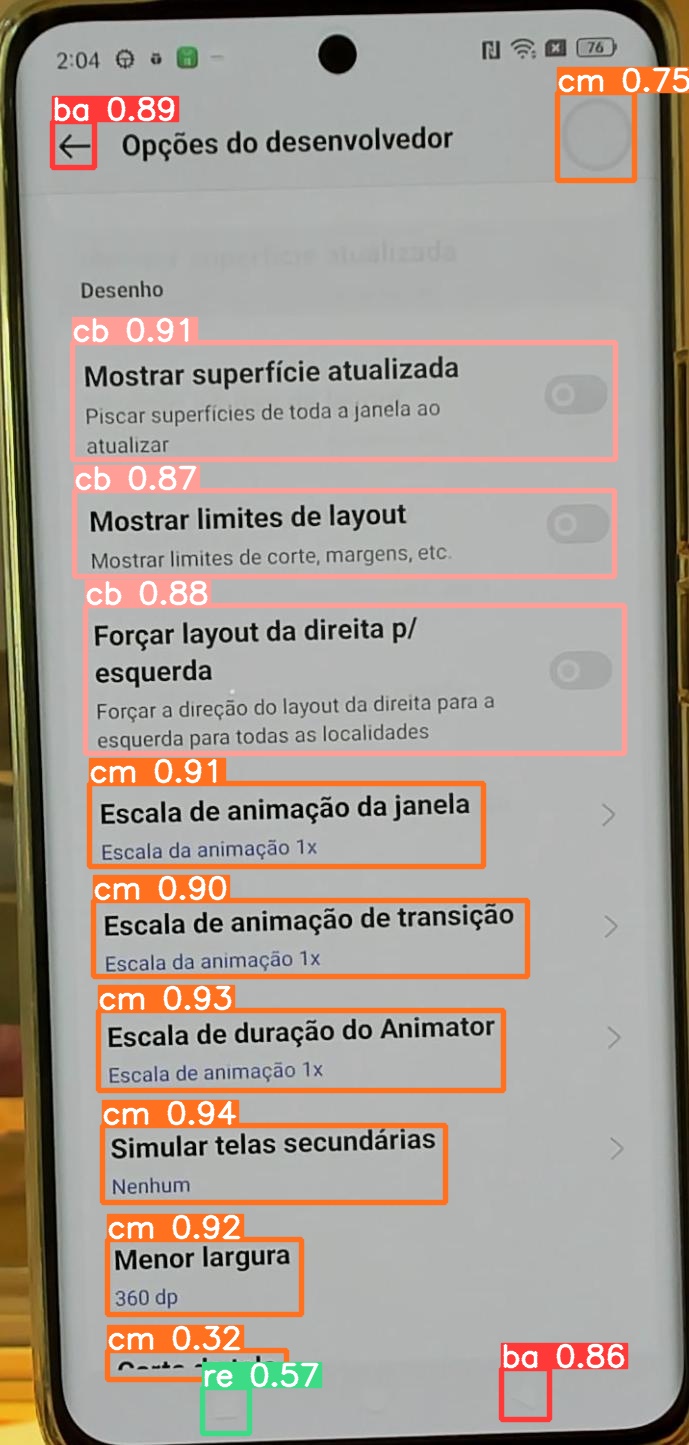 2:04
76
cm 0.75
ba 0.89
Opções do desenvolvedor
Desenho
cb 0.91
Mostrar superfície atualizada
Piscar superfícies de toda a janela ao
atualizar
cb 0.87
Mostrar limites de layout
Mostrar limites de corte, margens, etc.
cb 0.88
Forçar layout da direita p/
esquerda
Forçar a direção do layout da direita para a
esquerda para todas as localidades
cm 0.91
Escala de animação da janela
Escala da animação 1x
cm 0.90
Escala de animação de transição
Escala da animação 1x
cm 0.93
Escala de duração do Animator
Escala de animação 1x
cm 0.94
Simular telas secundárias
Nenhum
cm 0.92
Menor largura
360 dp
cm 0.32
re 0.57
ba 0.86